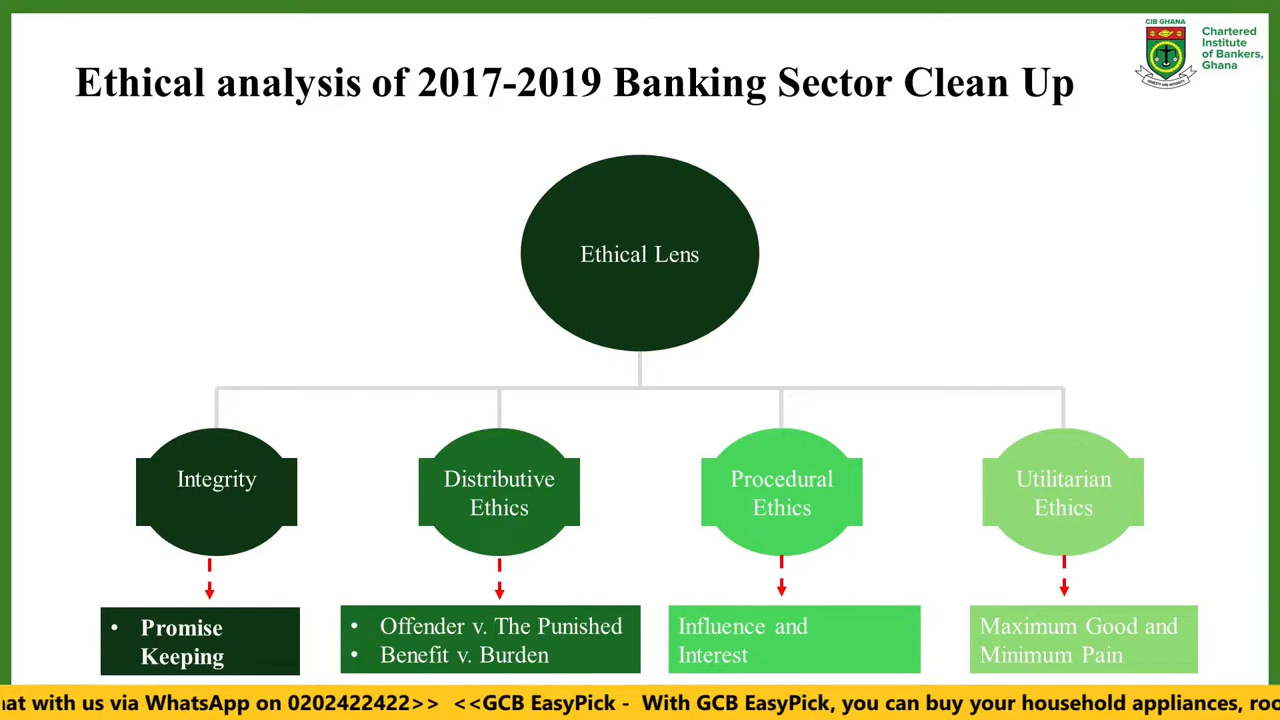 CIB GHANA
Chartered
Institute
of Bankers,
Ghana
Ethical analysis of 2017-2019 Banking Sector Clean Up
Ethical Lens
Integrity
Distributive
Ethics
Procedural
Ethics
Utilitarian
Ethics
• Promise
Keeping
• Offender v. The Punished
• Benefit v. Burden
Influence and
Interest
Maximum Good and
Minimum Pain
hat with us via WhatsApp on 0202422422>> <<GCB EasyPick - With GCB EasyPick, you can buy your household appliances, roo